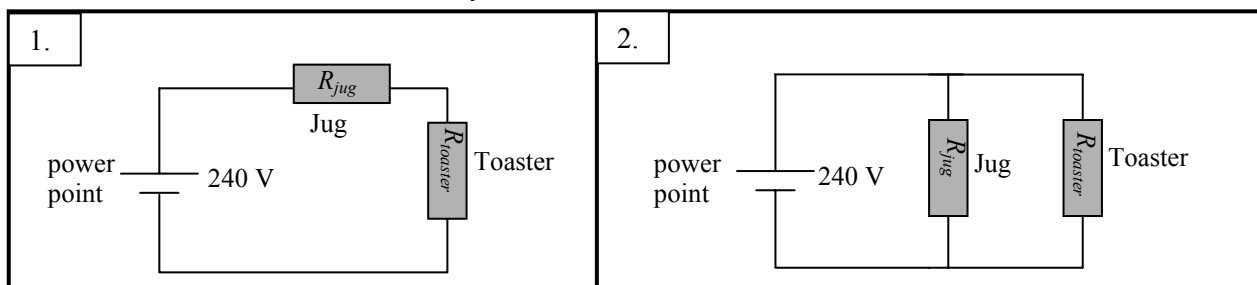 1.
R_jug
Jug
R_toaster
Toaster
power
point
240 V
2.
R_jug
Jug
R_toaster
Toaster
power
point
240 V